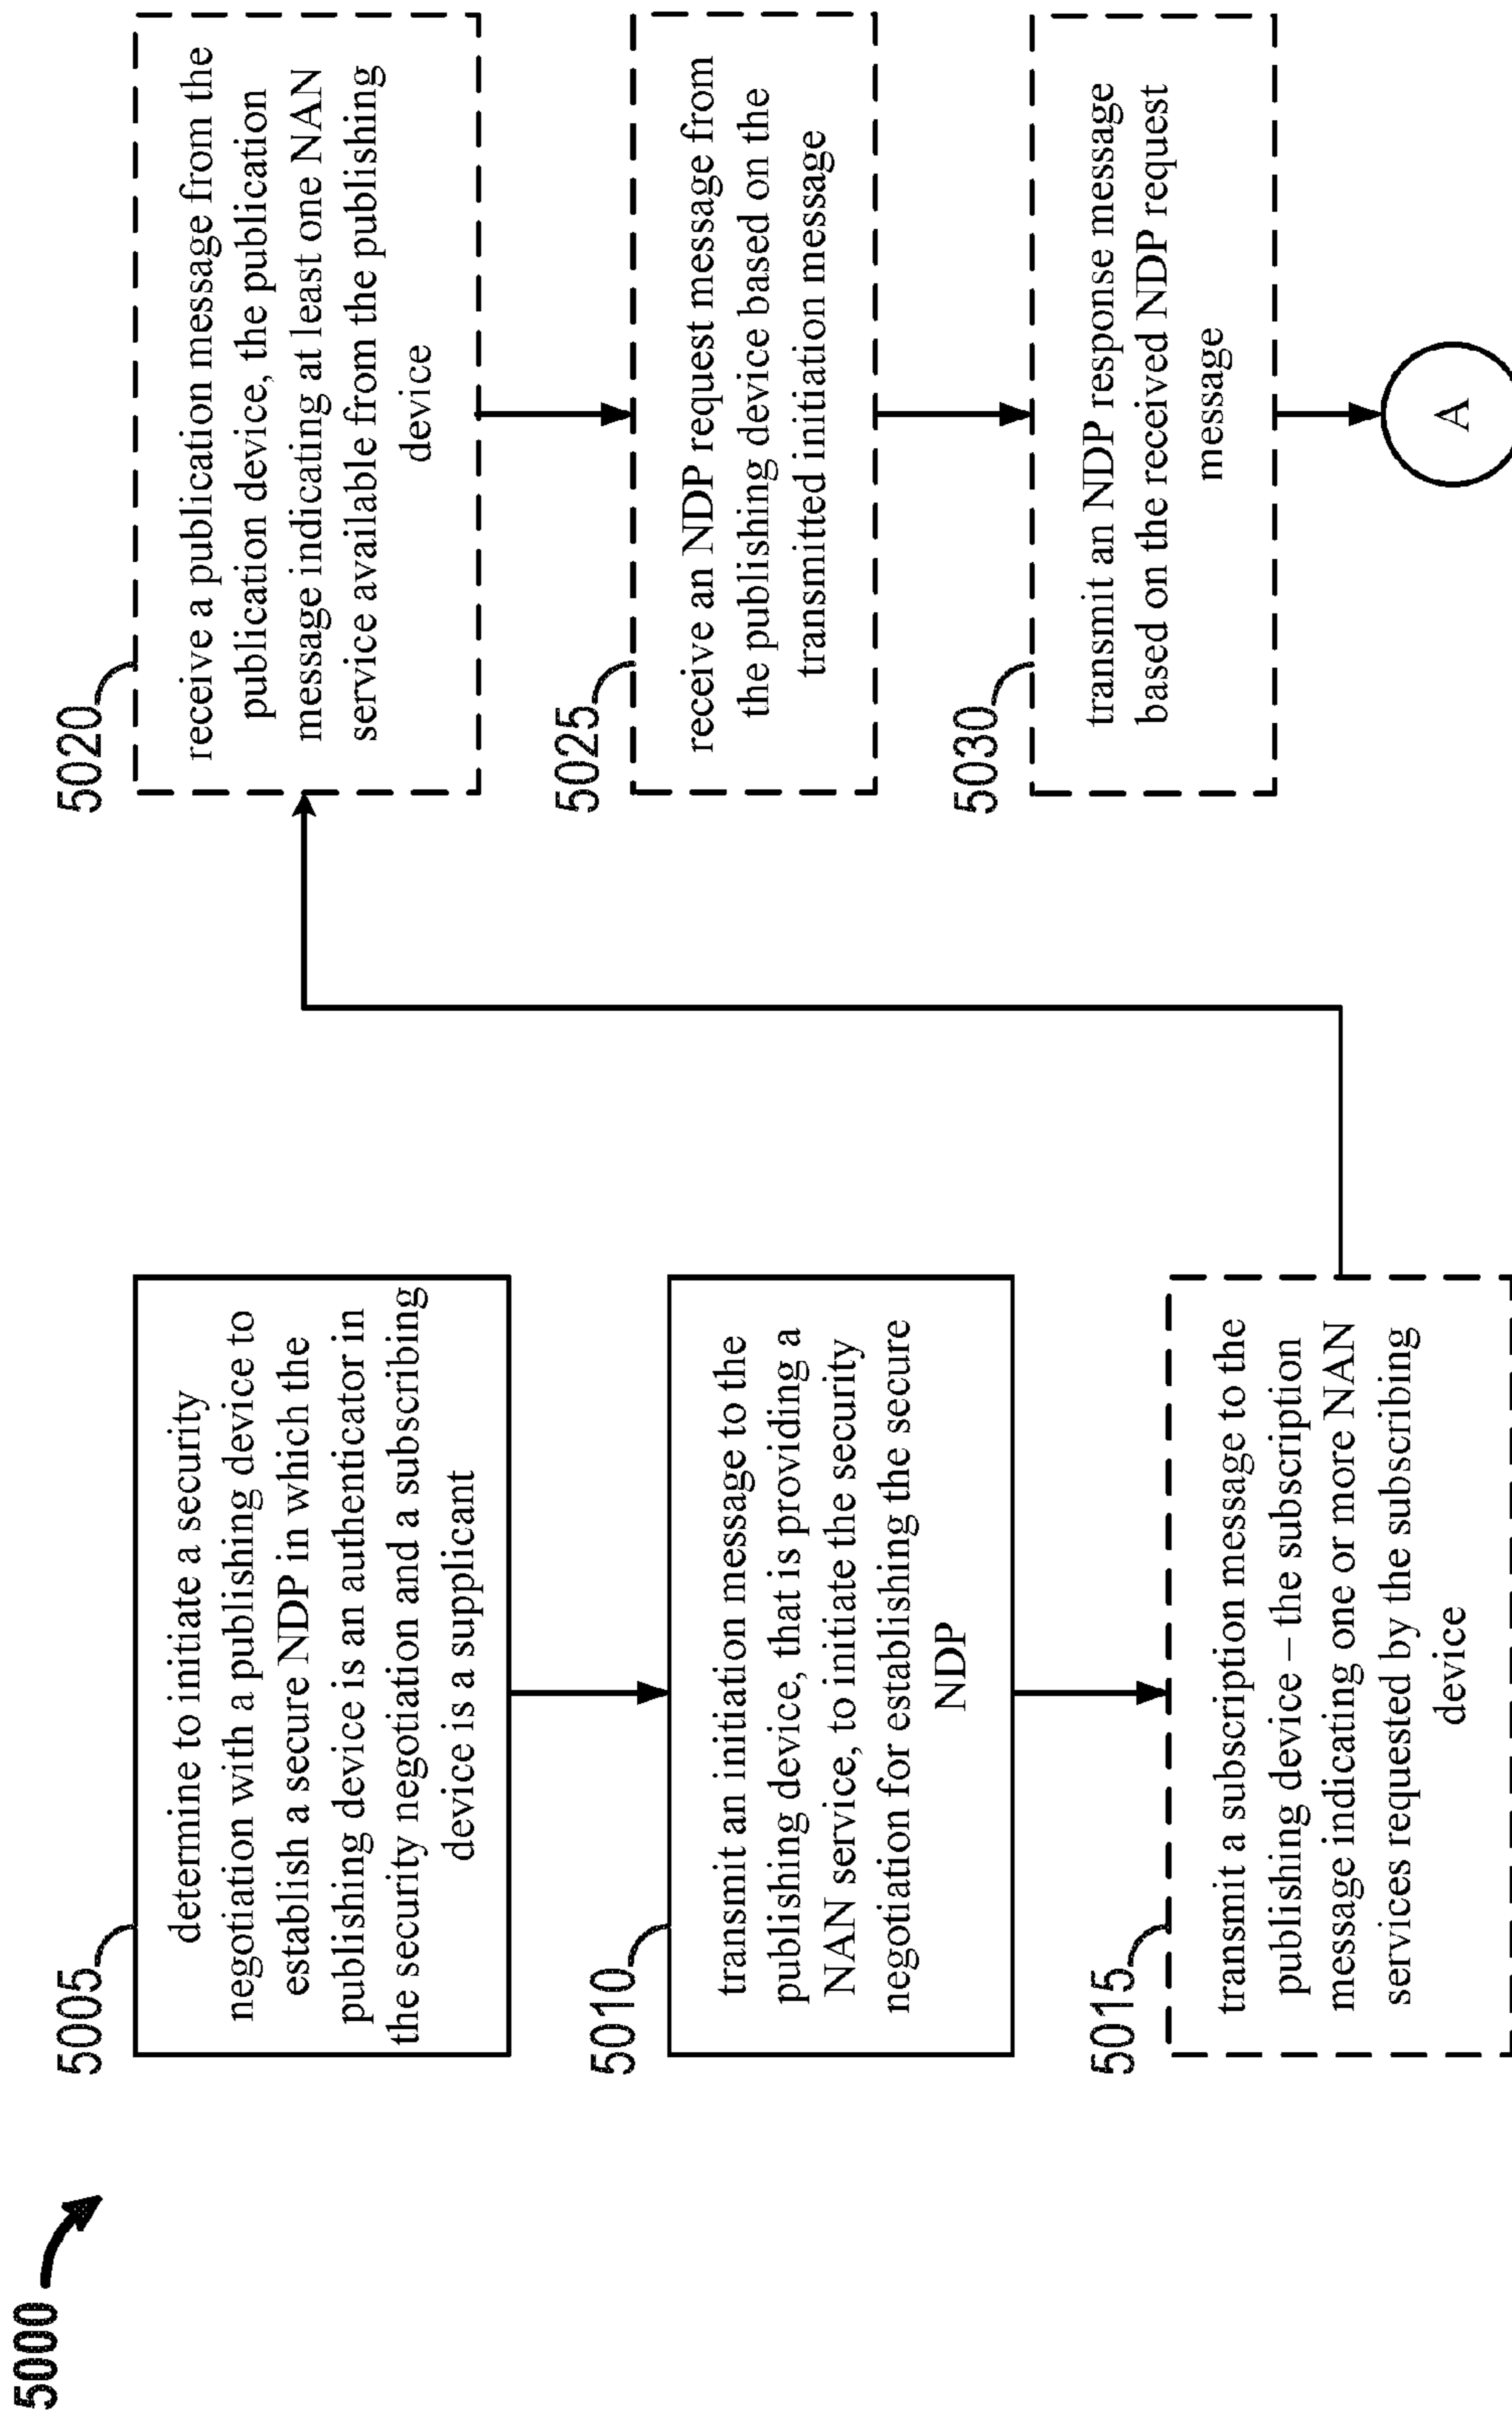 5000
5005
determine to initiate a security
negotiation with a publishing device to
establish a secure NDP in which the
publishing device is an authenticator in
the security negotiation and a subscribing
device is a supplicant
5010
transmit an initiation message to the
publishing device, that is providing a
NAN service, to initiate the security
negotiation for establishing the secure
NDP
5015
transmit a subscription message to the
publishing device – the subscription
message indicating one or more NAN
services requested by the subscribing
device
5020
receive a publication message from the
publication device, the publication
message indicating at least one NAN
service available from the publishing
device
5025
receive an NDP request message from
the publishing device based on the
transmitted initiation message
5030
transmit an NDP response message
based on the received NDP request
message
A